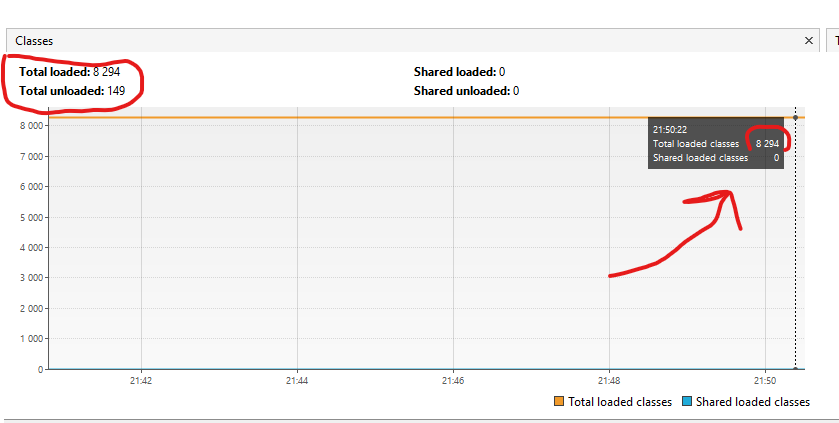 Classes
Total loaded: 8 294
Shared loaded: 0
Total unloaded: 149
Shared unloaded: 0
8 000
7 000
6 000
5 000
4 000
3 000
2 000
1 000
0
21:50:22
Total loaded classes 8 294
Shared loaded classes 0
21:42 21:44 21:46 21:48 21:50
Total loaded classes Shared loaded classes